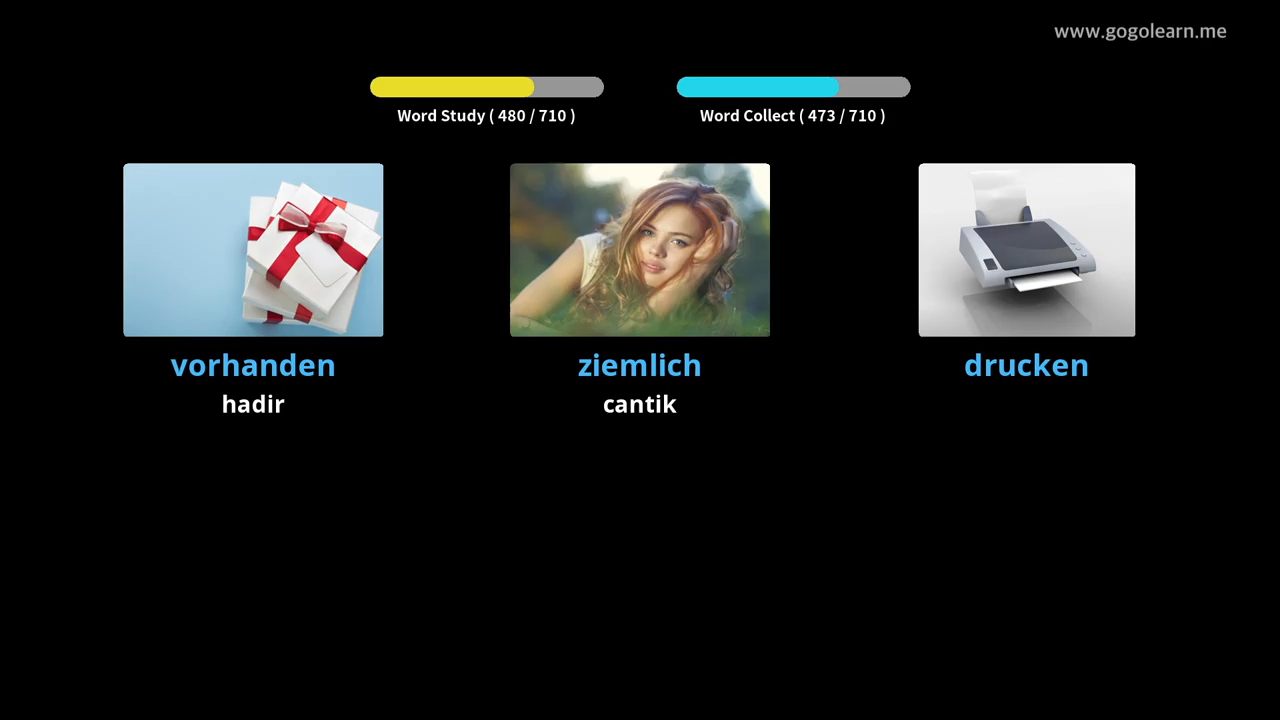 www.gogolearn.me
Word Study ( 480 / 710 )
Word Collect ( 473 / 710 )
vorhanden
hadir
ziemlich
cantik
drucken